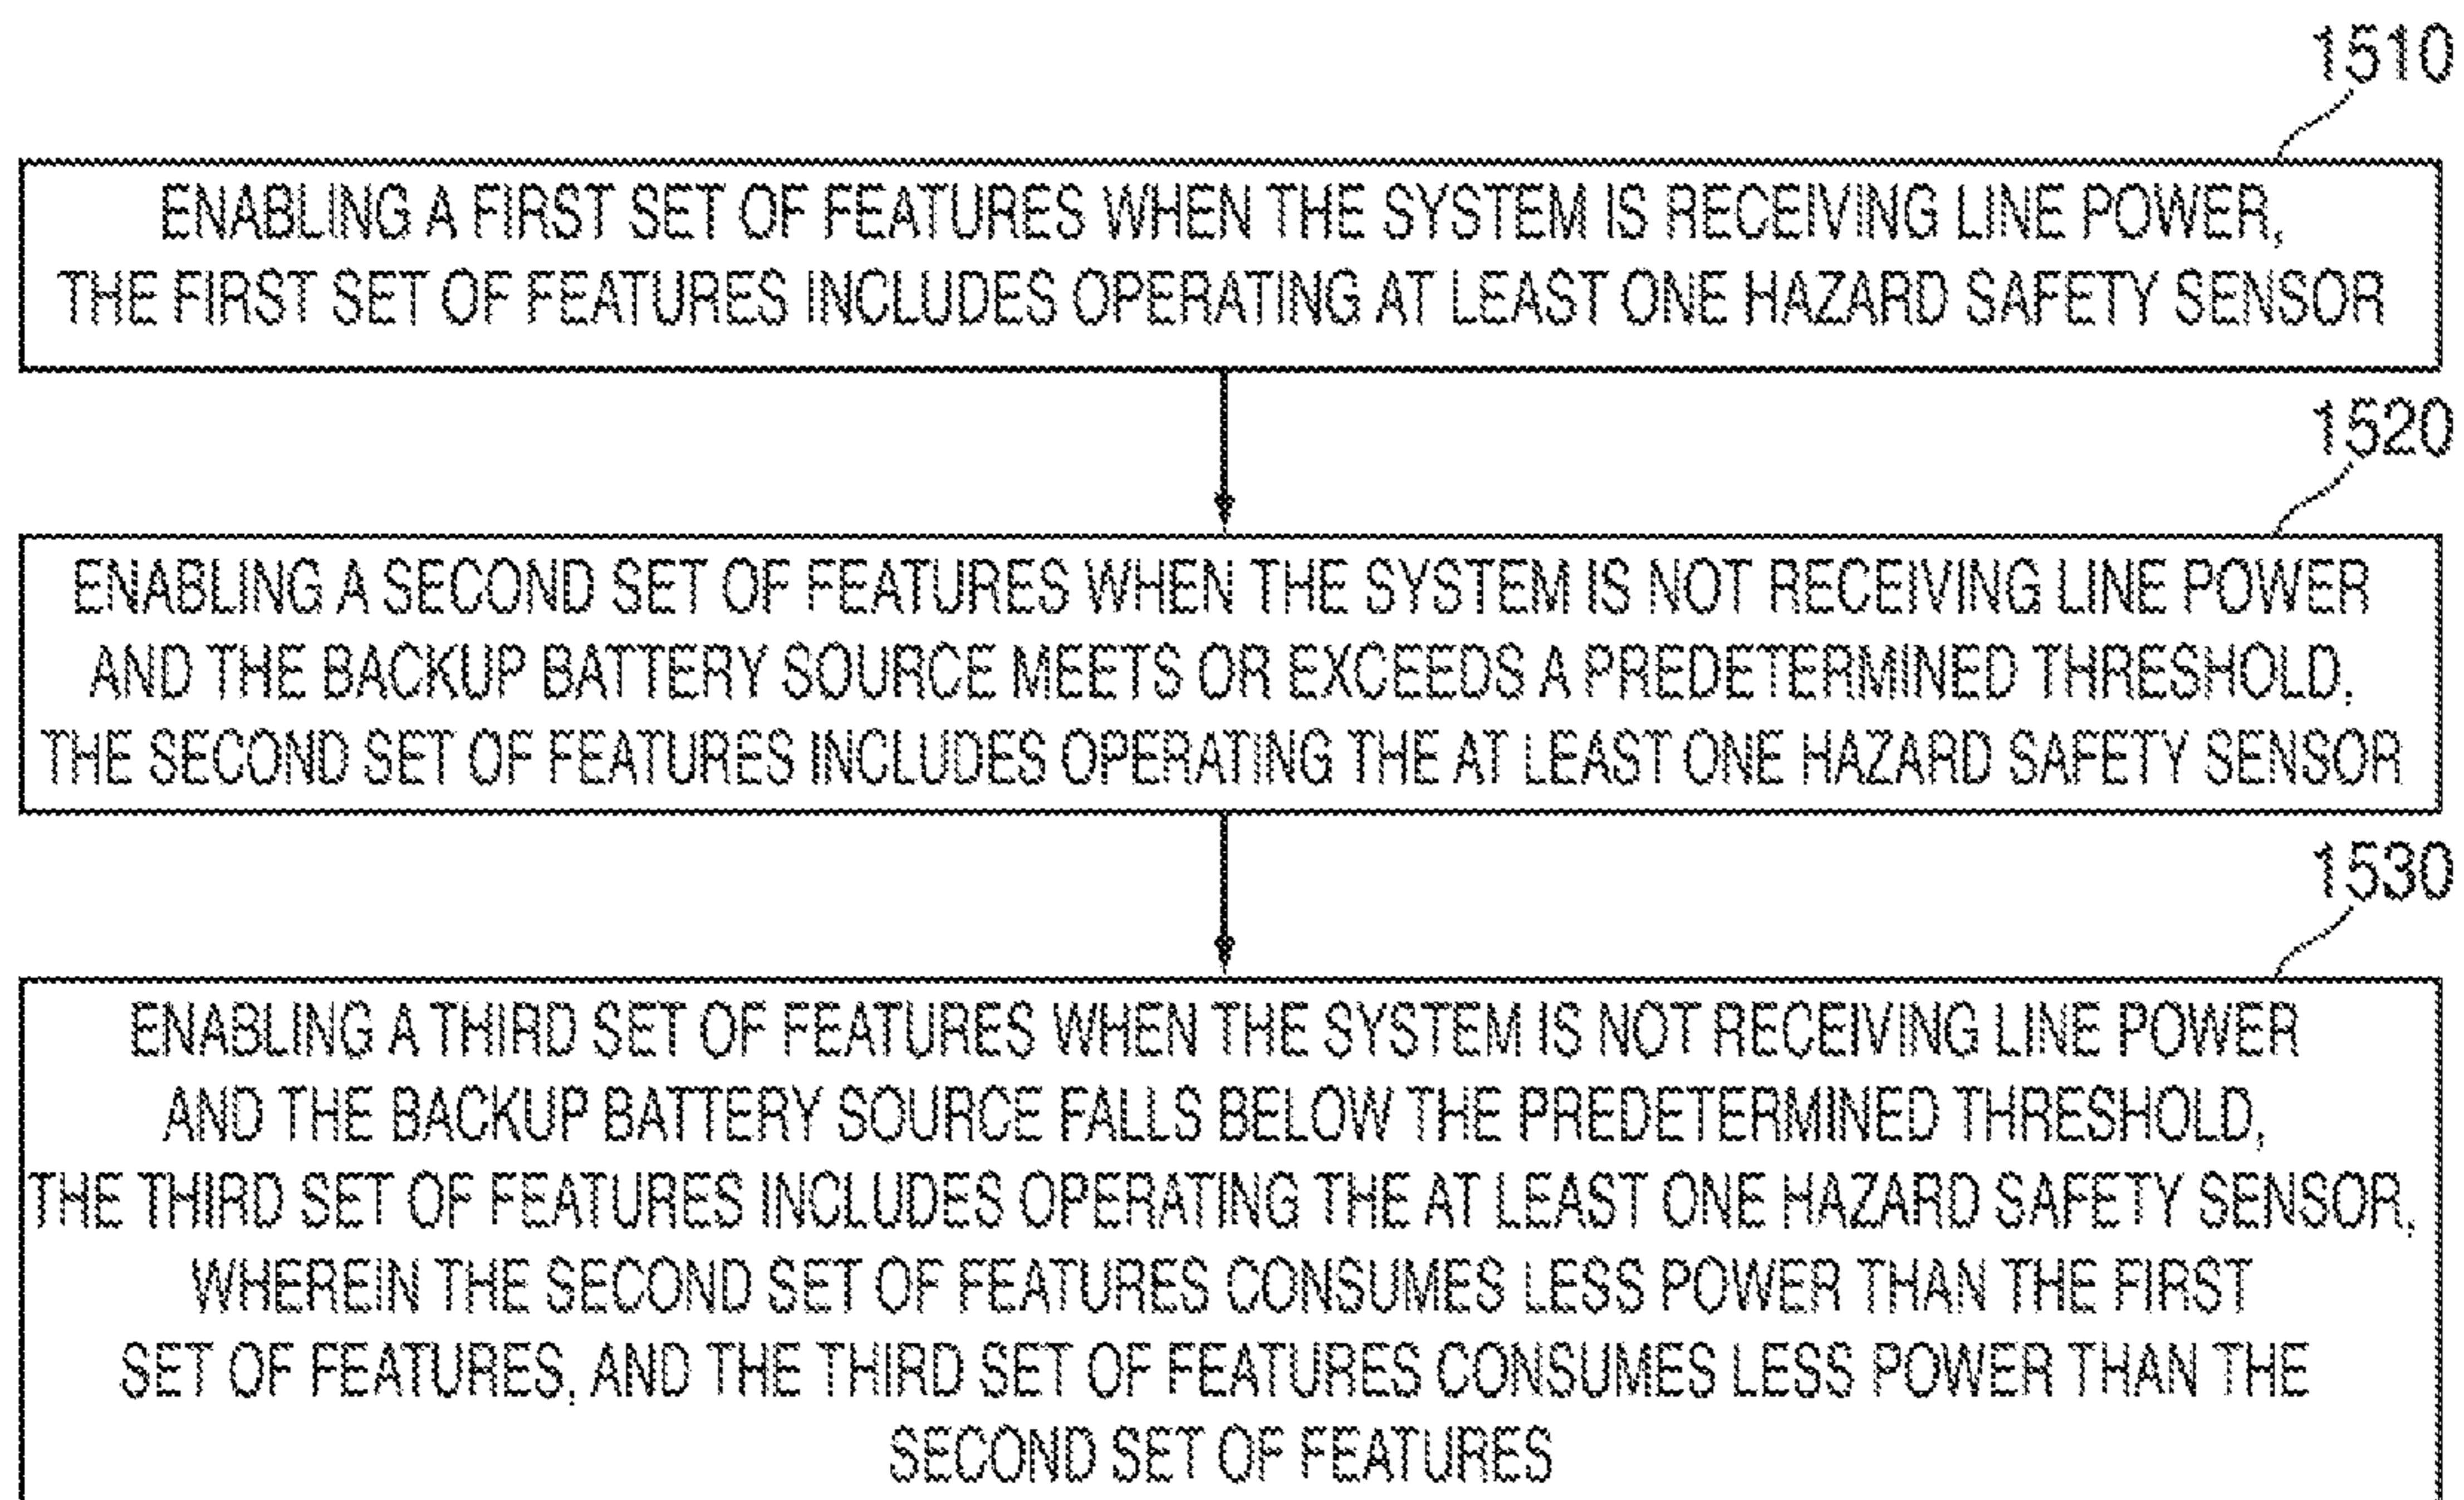 1510
ENABLING A FIRST SET OF FEATURES WHEN THE SYSTEM IS RECEIVING LINE POWER,
THE FIRST SET OF FEATURES INCLUDES OPERATING AT LEAST ONE HAZARD SAFETY SENSOR
1520
ENABLING A SECOND SET OF FEATURES WHEN THE SYSTEM IS NOT RECEIVING LINE POWER
AND THE BACKUP BATTERY SOURCE MEETS OR EXCEEDS A PREDETERMINED THRESHOLD,
THE SECOND SET OF FEATURES INCLUDES OPERATING THE AT LEAST ONE HAZARD SAFETY SENSOR
1530
ENABLING A THIRD SET OF FEATURES WHEN THE SYSTEM IS NOT RECEIVING LINE POWER
AND THE BACKUP BATTERY SOURCE FALLS BELOW THE PREDETERMINED THRESHOLD,
THE THIRD SET OF FEATURES INCLUDES OPERATING THE AT LEAST ONE HAZARD SAFETY SENSOR,
WHEREIN THE SECOND SET OF FEATURES CONSUMES LESS POWER THAN THE FIRST
SET OF FEATURES, AND THE THIRD SET OF FEATURES CONSUMES LESS POWER THAN THE
SECOND SET OF FEATURES